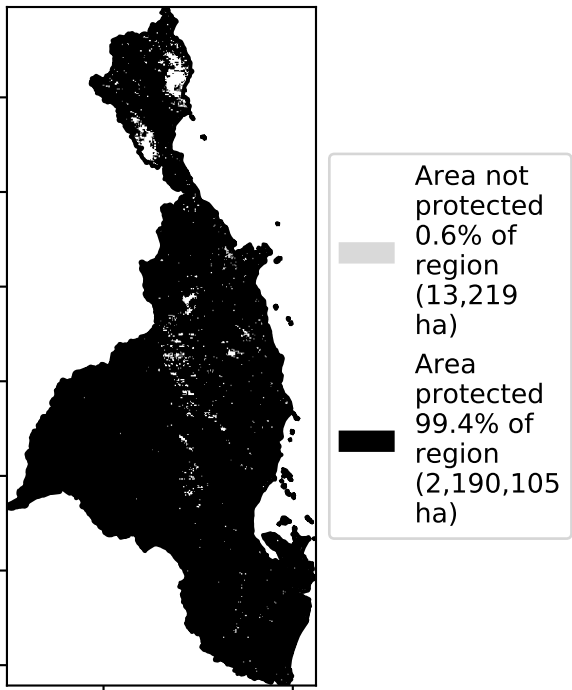 Area not
protected
0.6% of
region
(13,219
ha)
Area
protected
99.4% of
region
(2,190,105
ha)